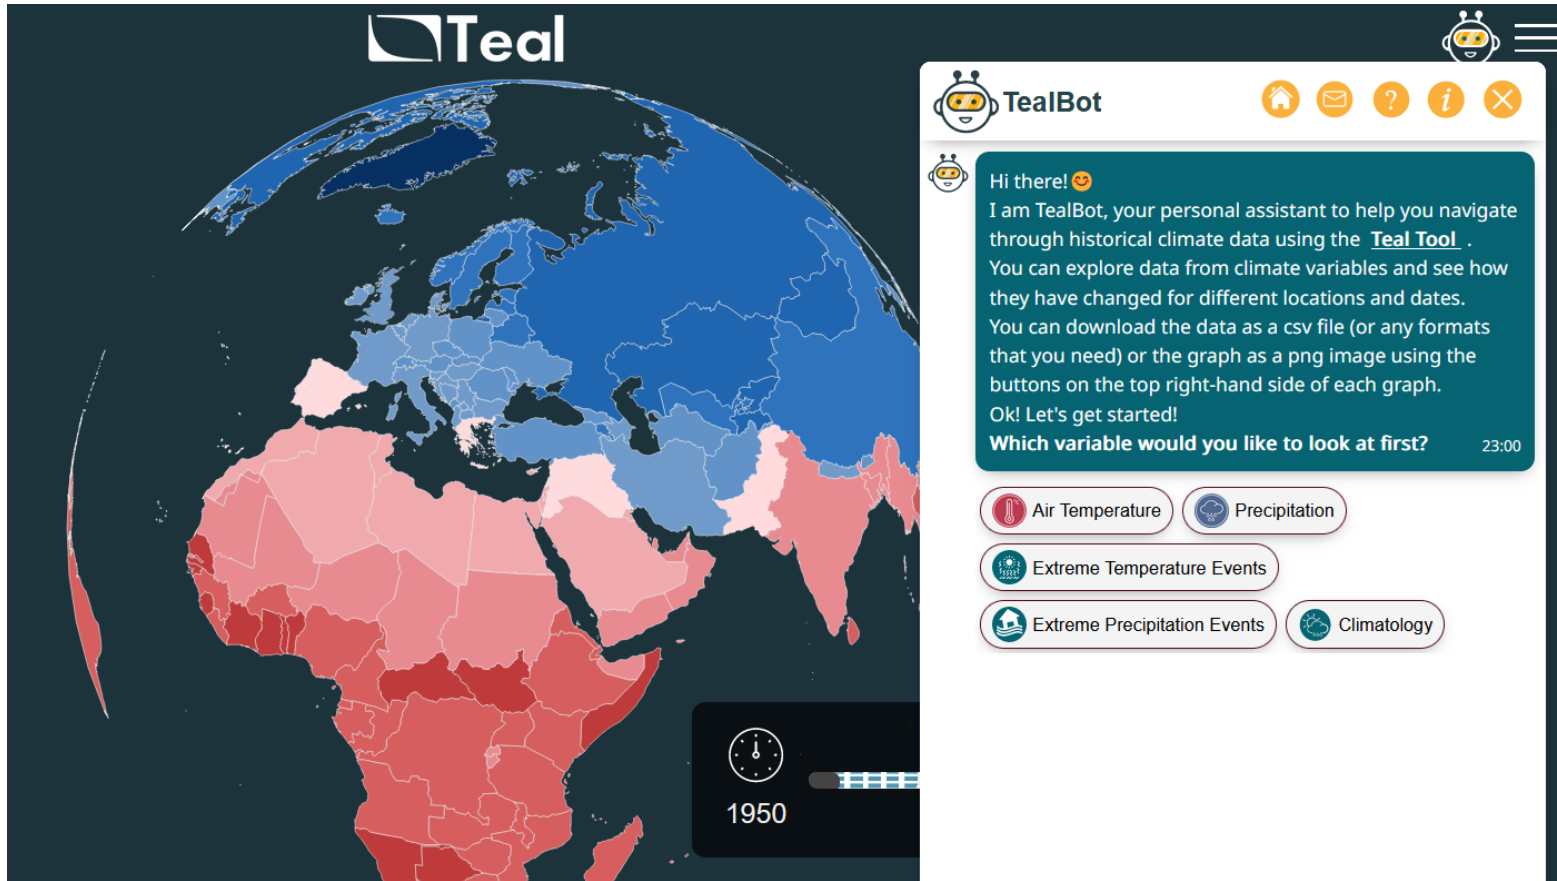 Teal
TealBot
Hi there!😊
I am TealBot, your personal assistant to help you navigate
through historical climate data using the Teal Tool .
You can explore data from climate variables and see how
they have changed for different locations and dates.
You can download the data as a csv file (or any formats
that you need) or the graph as a png image using the
buttons on the top right-hand side of each graph.
Ok! Let's get started!
Which variable would you like to look at first? 23:00
Air Temperature
Precipitation
Extreme Temperature Events
Extreme Precipitation Events
Climatology
1950